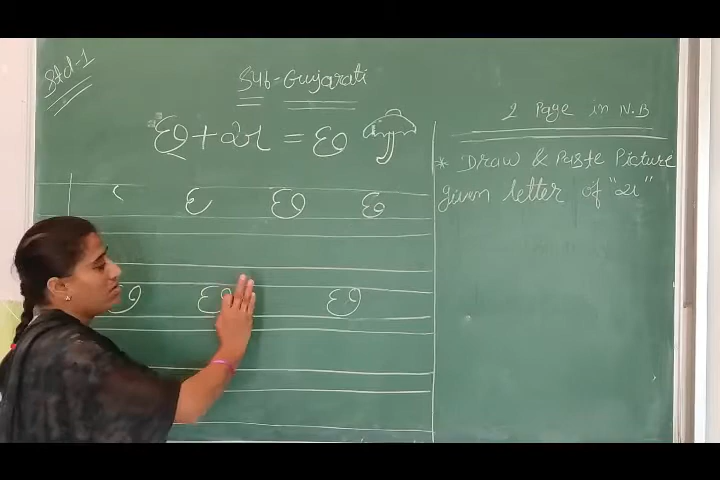 Std-1
Sub-Gujarati
છ્+અ = છ
છ છ
છ છ છ
2 Page in N.B
* Draw & Paste Picture
given letter of "અ"